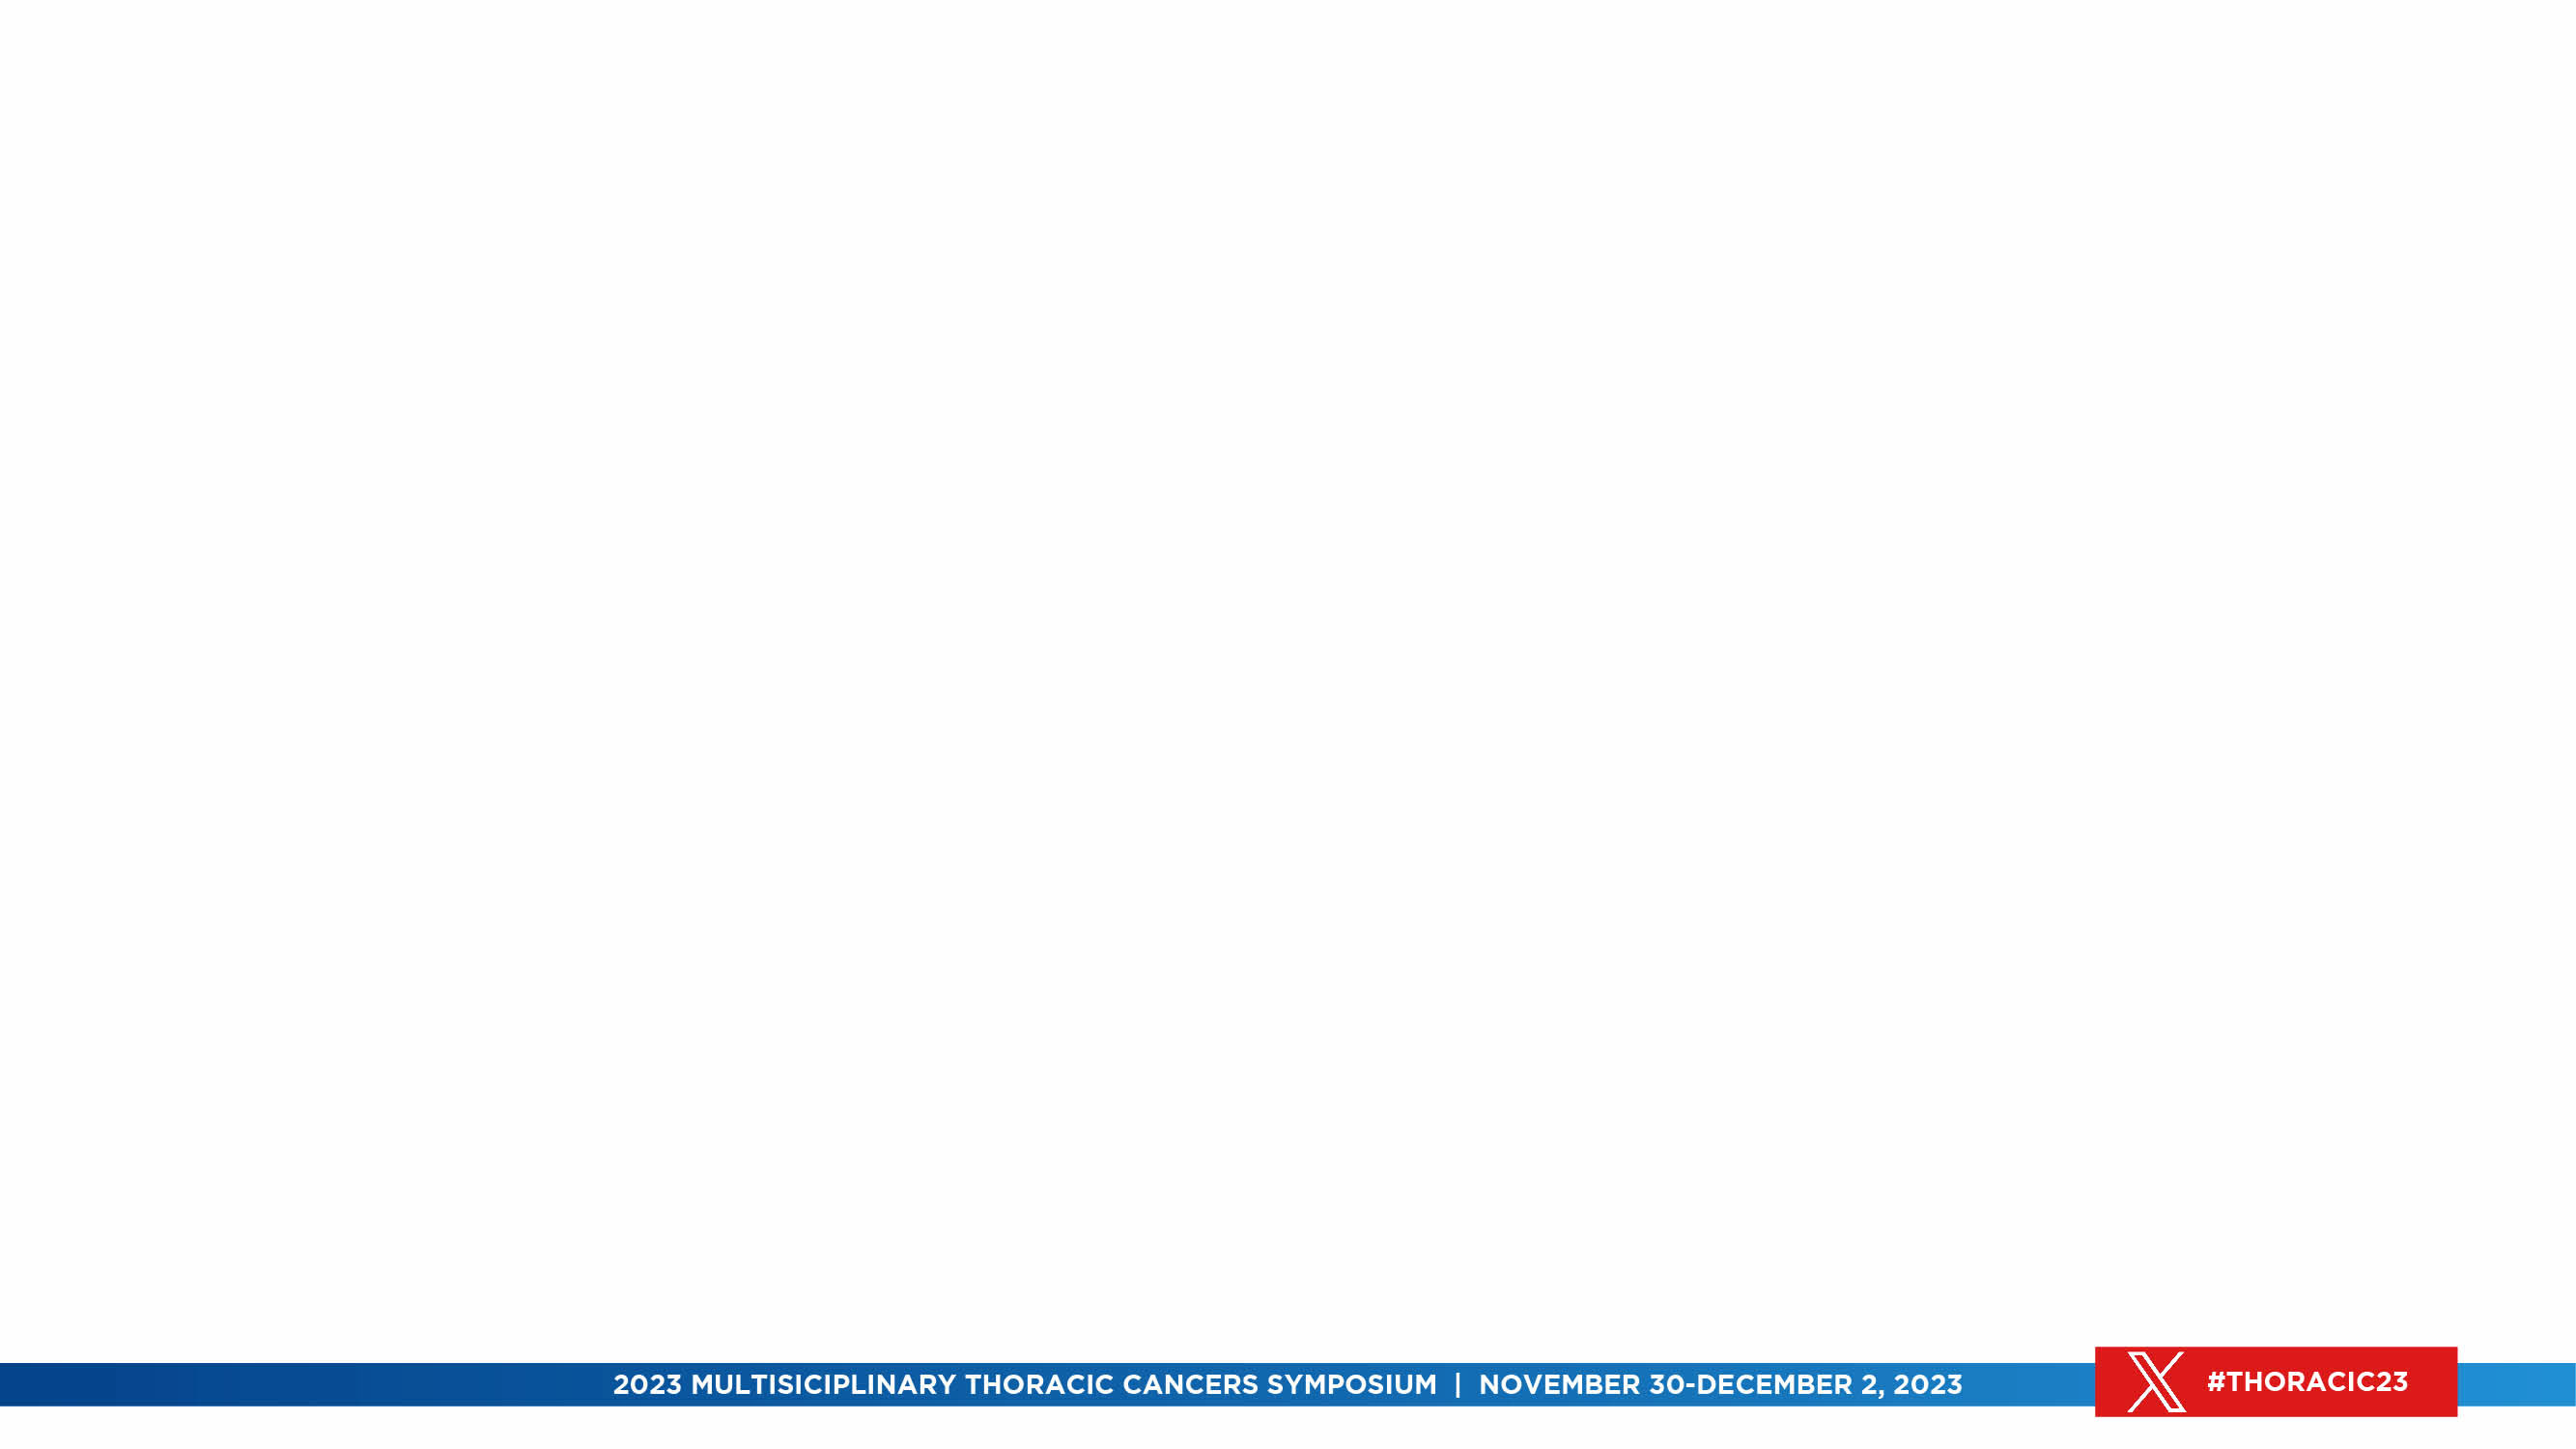 2023 MULTISICIPLINARY THORACIC CANCERS SYMPOSIUM | NOVEMBER 30-DECEMBER 2, 2023
#THORACIC23